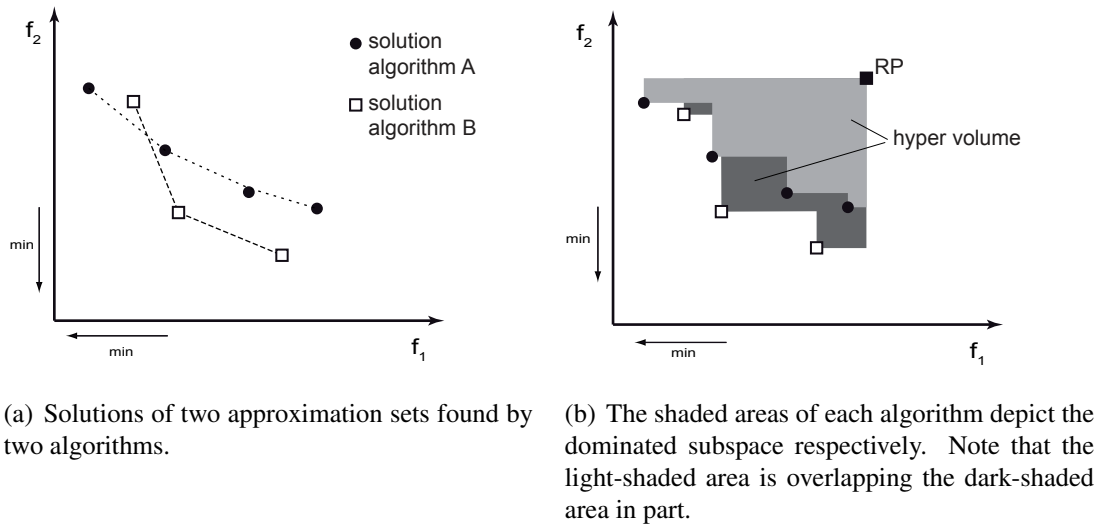 f2
solution
algorithm A
solution
algorithm B
min
min
f1
f2
RP
hyper volume
min
min
f1
(a) Solutions of two approximation sets found by
two algorithms.
(b) The shaded areas of each algorithm depict the
dominated subspace respectively. Note that the
light-shaded area is overlapping the dark-shaded
area in part.